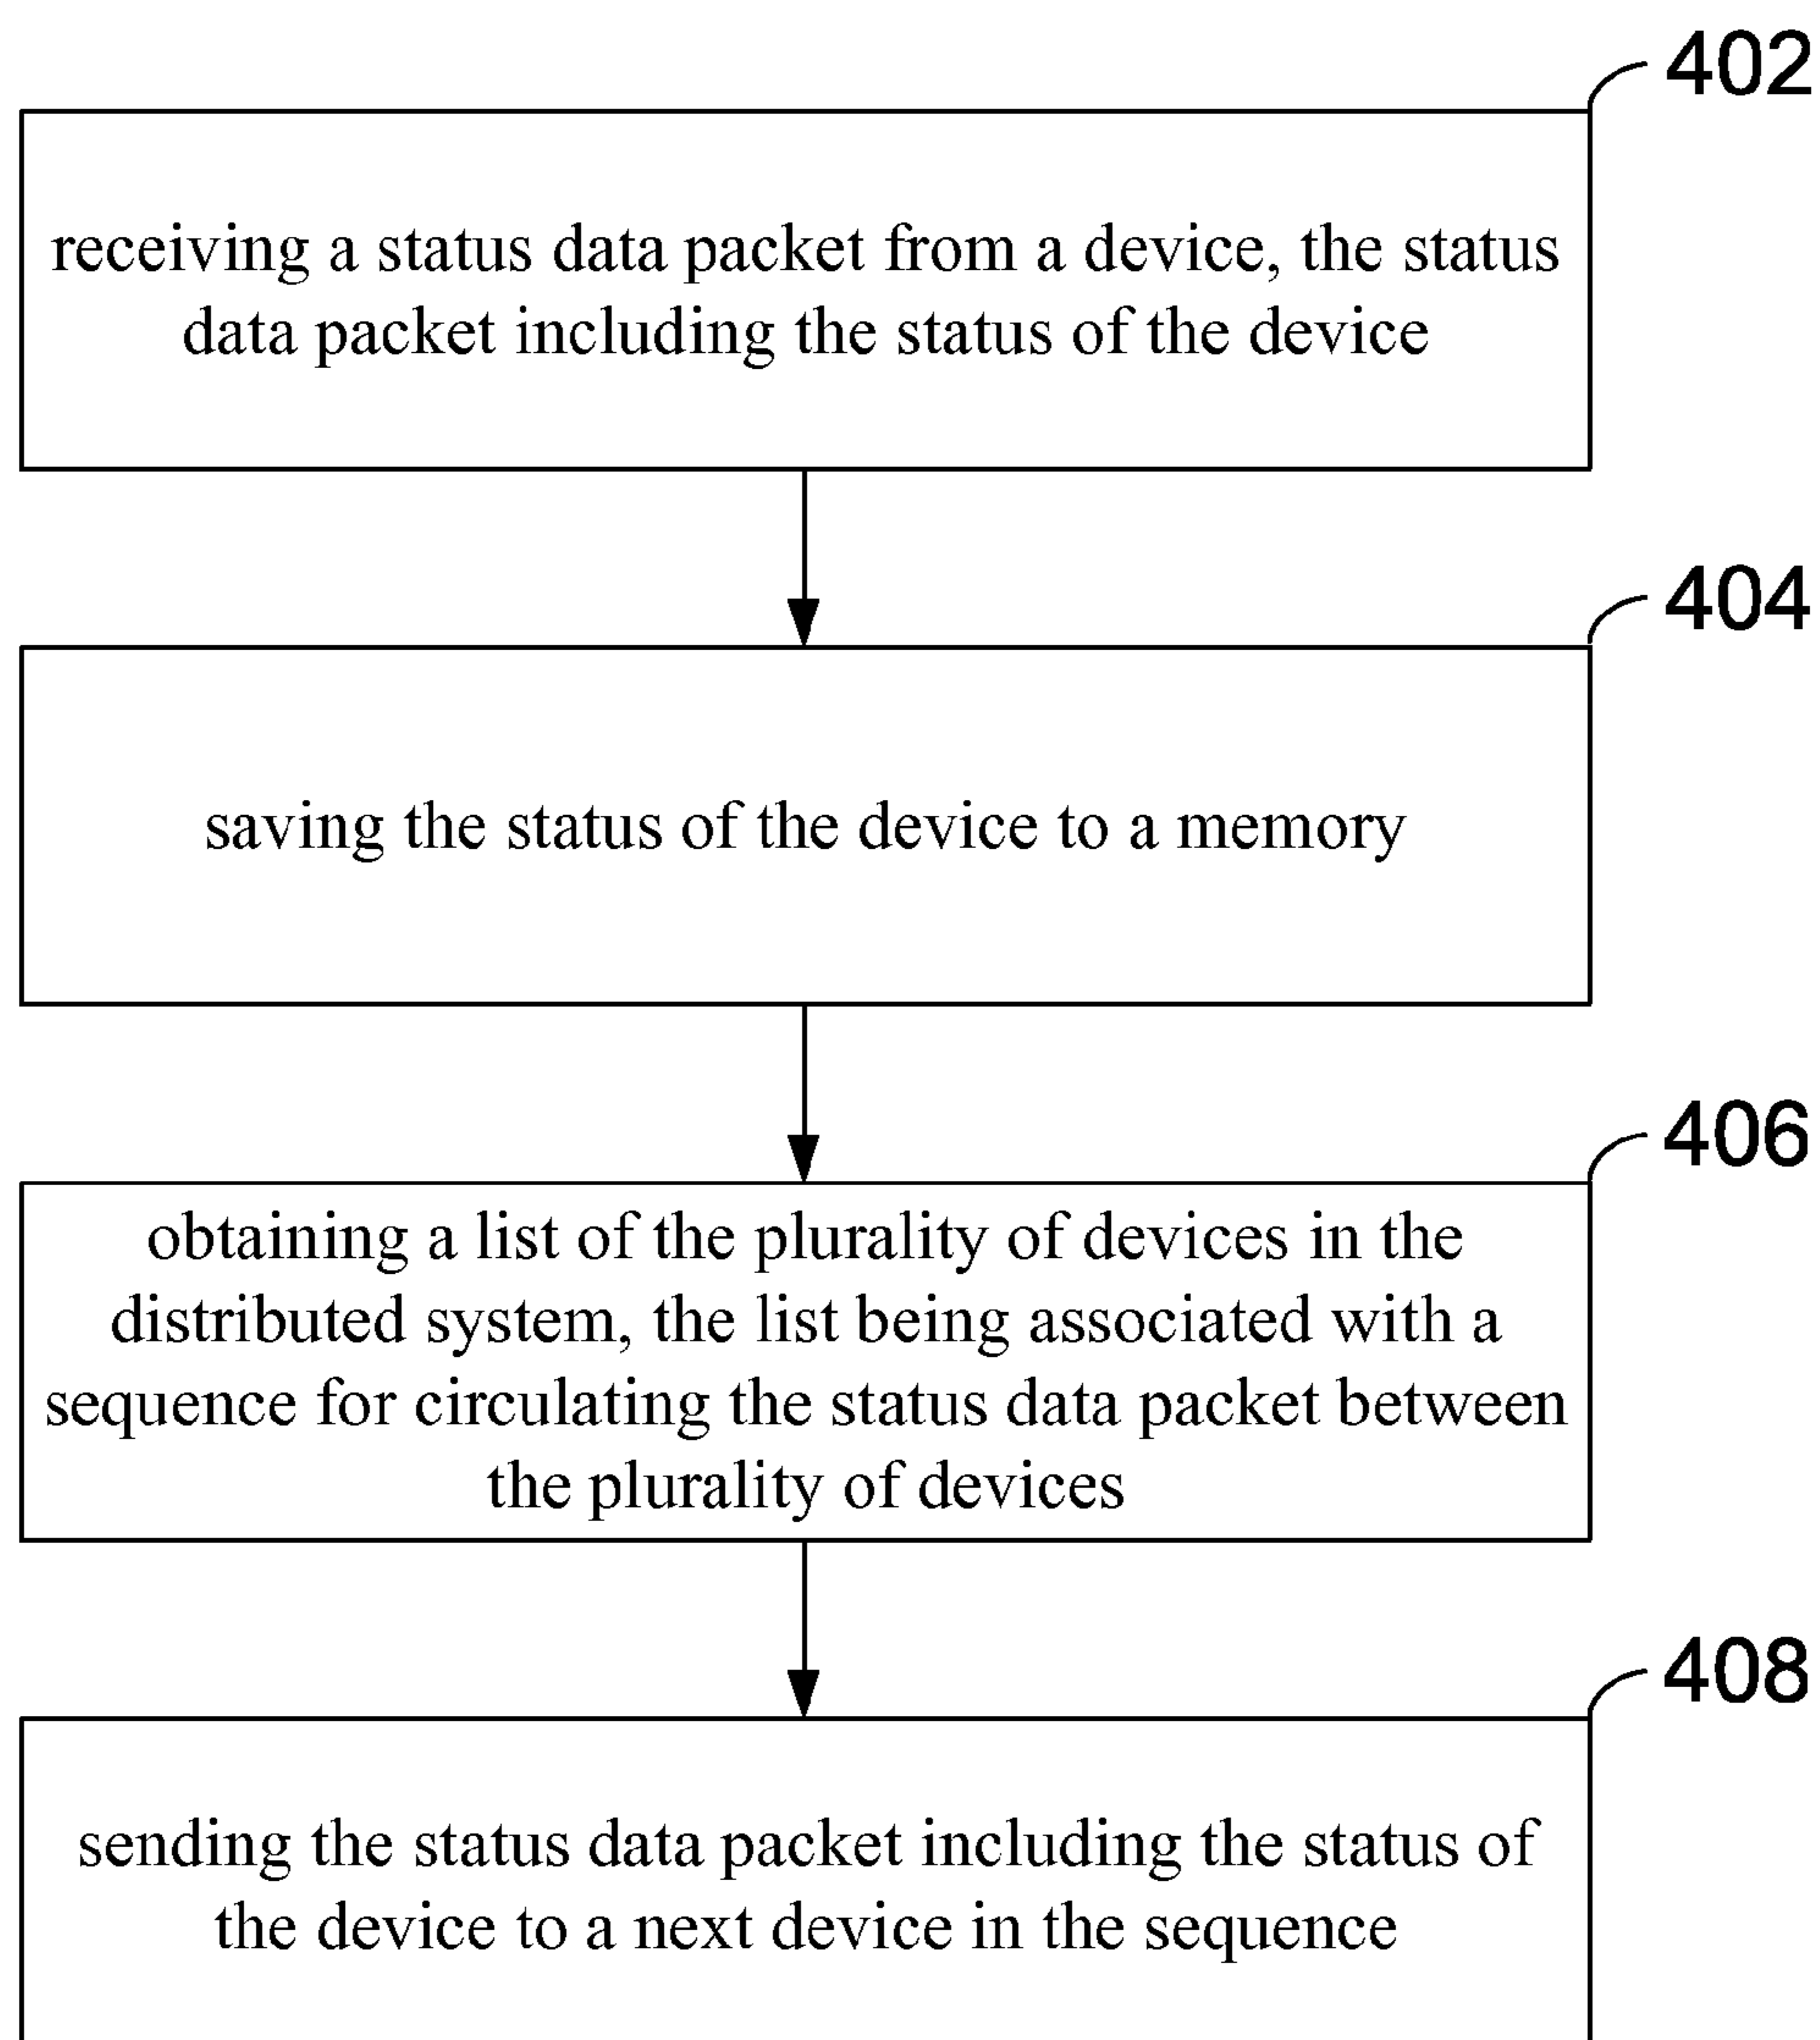 402
receiving a status data packet from a device, the status
data packet including the status of the device
404
saving the status of the device to a memory
406
obtaining a list of the plurality of devices in the
distributed system, the list being associated with a
sequence for circulating the status data packet between
the plurality of devices
408
sending the status data packet including the status of
the device to a next device in the sequence